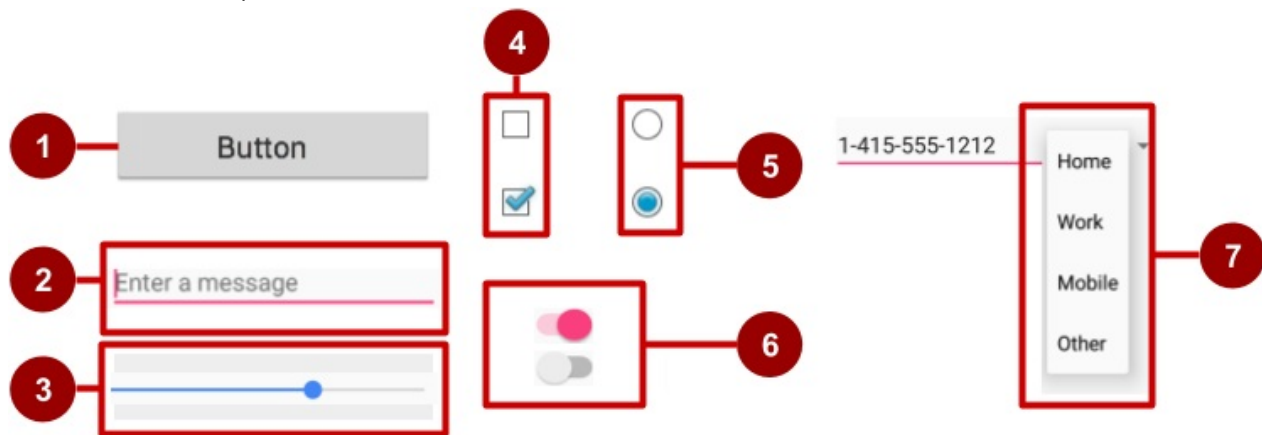 4
1
Button
5
1-415-555-1212
Home
Work
Mobile
Other
7
2
Enter a message
6
3